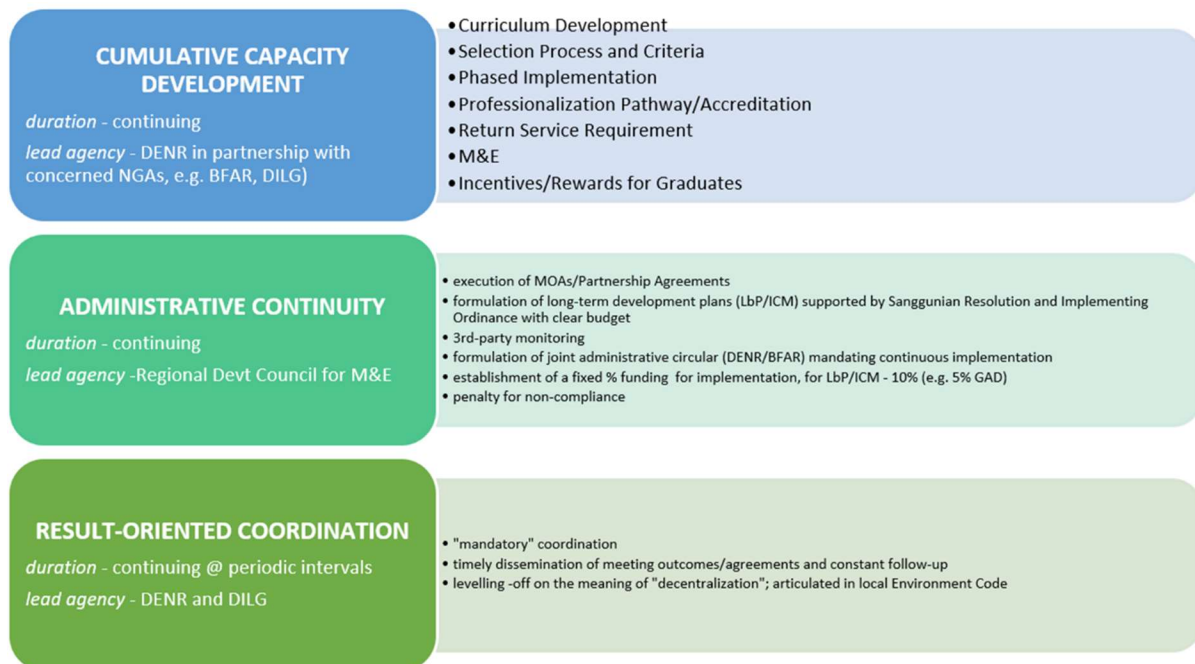 CUMULATIVE CAPACITY
DEVELOPMENT
duration - continuing
lead agency - DENR in partnership with
concerned NGAs, e.g. BFAR, DILG)
•Curriculum Development
•Selection Process and Criteria
•Phased Implementation
•Professionalization Pathway/Accreditation
•Return Service Requirement
•M&E
•Incentives/Rewards for Graduates
ADMINISTRATIVE CONTINUITY
duration - continuing
lead agency -Regional Devt Council for M&E
• execution of MOAs/Partnership Agreements
• formulation of long-term development plans (LbP/ICM) supported by Sanggunian Resolution and Implementing
Ordinance with clear budget
• 3rd-party monitoring
• formulation of joint administrative circular (DENR/BFAR) mandating continuous implementation
• establishment of a fixed % funding for implementation, for LbP/ICM - 10% (e.g. 5% GAD)
• penalty for non-compliance
RESULT-ORIENTED COORDINATION
duration - continuing @ periodic intervals
lead agency - DENR and DILG
• "mandatory" coordination
• timely dissemination of meeting outcomes/agreements and constant follow-up
• levelling -off on the meaning of "decentralization"; articulated in local Environment Code